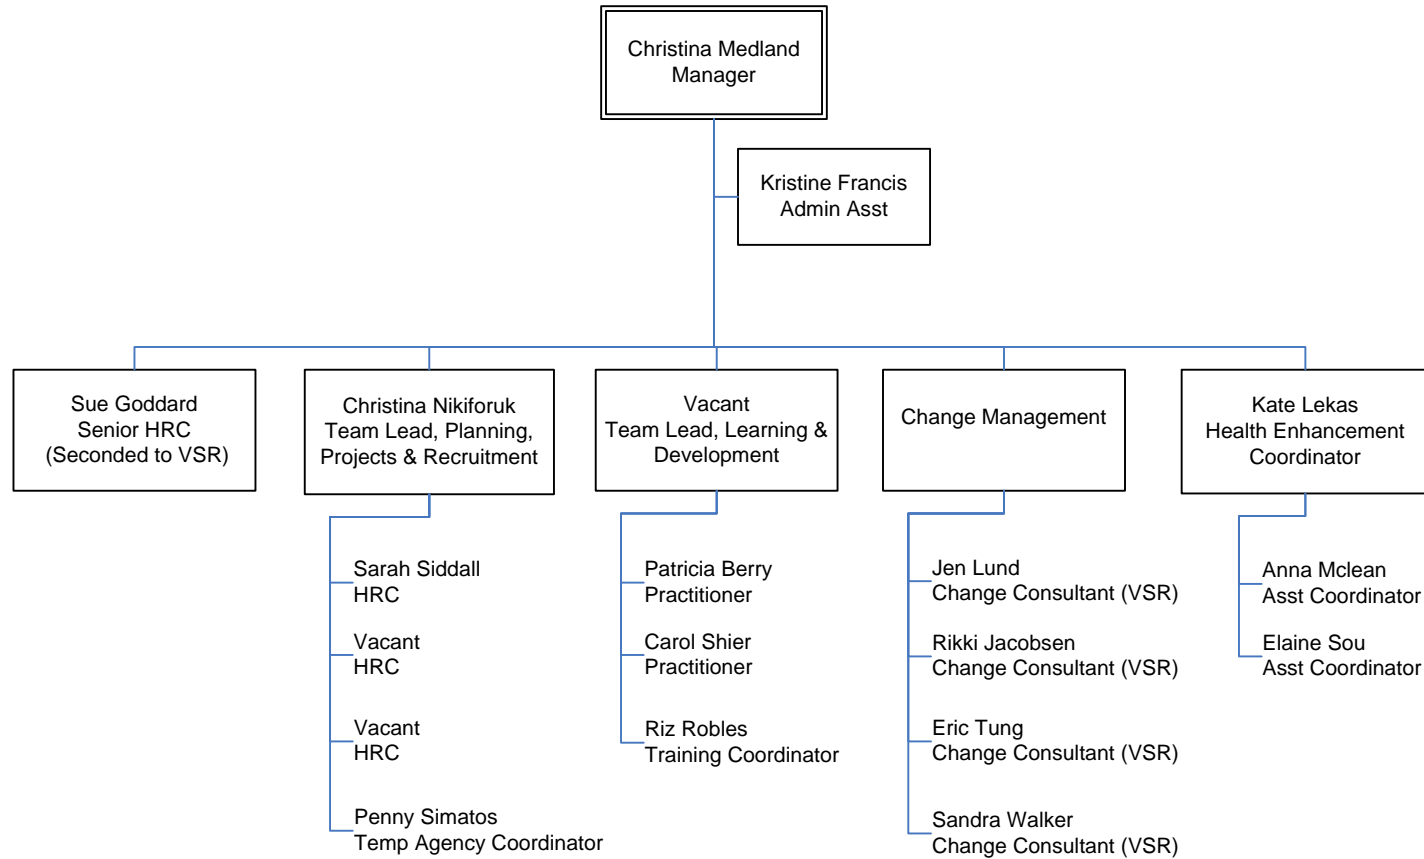 Christina Medland
Manager
Kristine Francis
Admin Asst
Sue Goddard
Senior HRC
(Seconded to VSR)
Christina Nikiforuk
Team Lead, Planning,
Projects & Recruitment
Vacant
Team Lead, Learning &
Development
Change Management
Kate Lekas
Health Enhancement
Coordinator
Sarah Siddall
HRC
Vacant
HRC
Vacant
HRC
Penny Simatos
Temp Agency Coordinator
Patricia Berry
Practitioner
Carol Shier
Practitioner
Riz Robles
Training Coordinator
Jen Lund
Change Consultant (VSR)
Rikki Jacobsen
Change Consultant (VSR)
Eric Tung
Change Consultant (VSR)
Sandra Walker
Change Consultant (VSR)
Anna Mclean
Asst Coordinator
Elaine Sou
Asst Coordinator